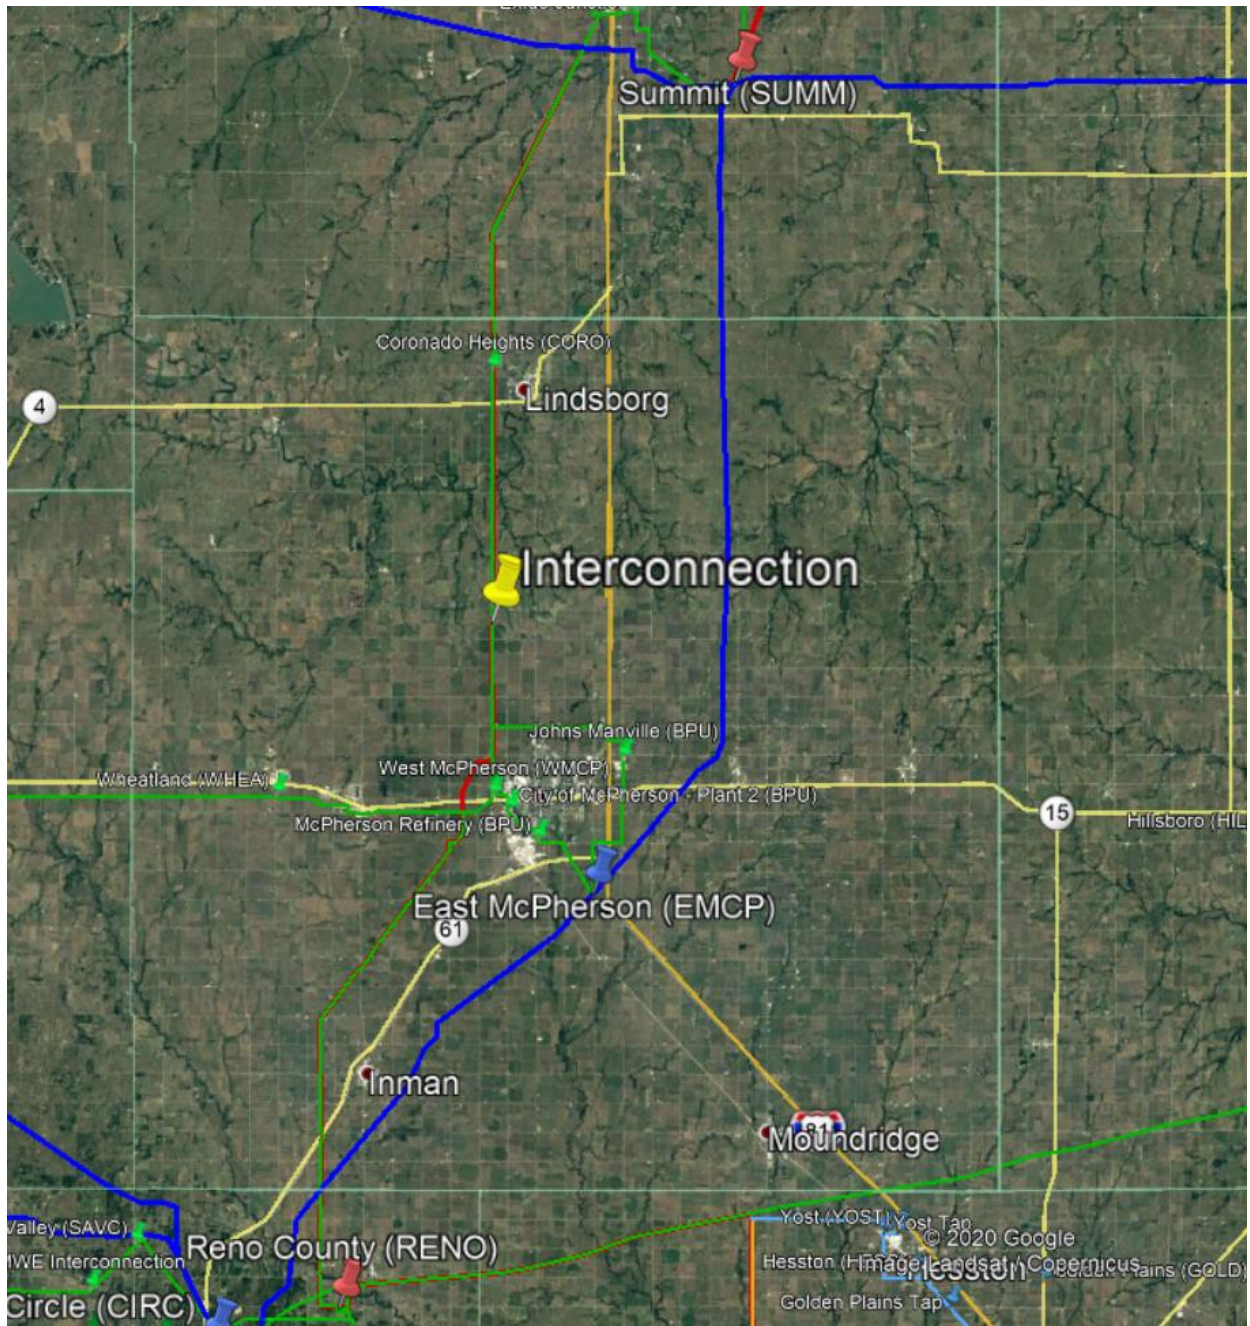 Summit (SUMM)
Coronado Heights (CORO)
4
Lindsborg
Interconnection
Johns Manville (BPU)
West McPherson (WMCP)
Wheatland (WHEA)
City of McPherson - Plant 2 (BPU)
15
McPherson Refinery (BPU)
Hillsboro (HIL
East McPherson (EMCP)
61
Inman
81
Moundridge
Valley (SAVC)
Yost (YOST)
Yost Tap
© 2020 Google
Reno County (RENO)
MWE Interconnection
Image Landsat / Copernicus
Hesston
Circle (CIRC)
Golden Plains Tap